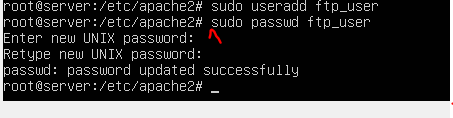 root@server:/etc/apache2# sudo useradd ftp_user
root@server:/etc/apache2# sudo passwd ftp_user
Enter new UNIX password:
Retype new UNIX password:
passwd: password updated successfully
root@server:/etc/apache2# _